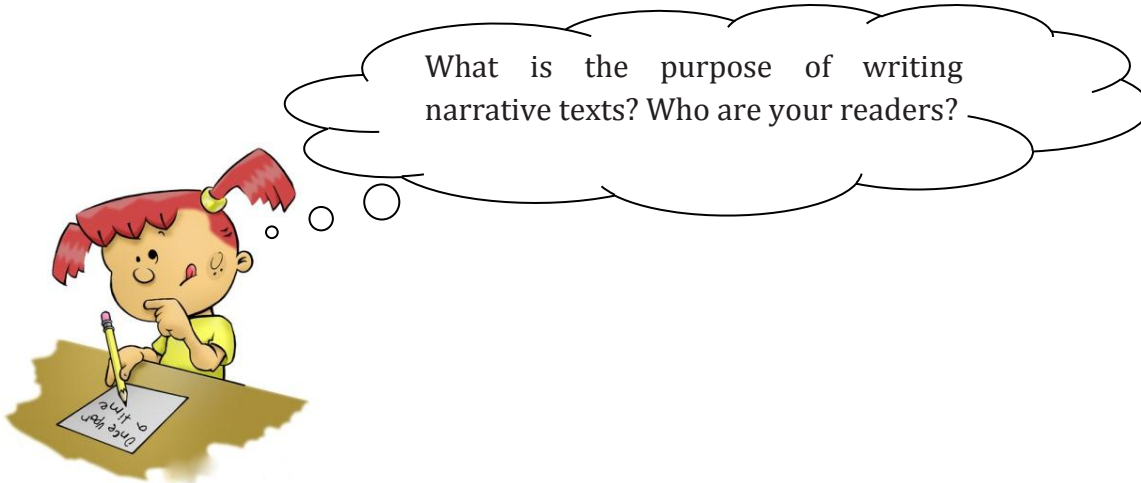 What is the purpose of writing
narrative texts? Who are your readers?
Once Upon
a time